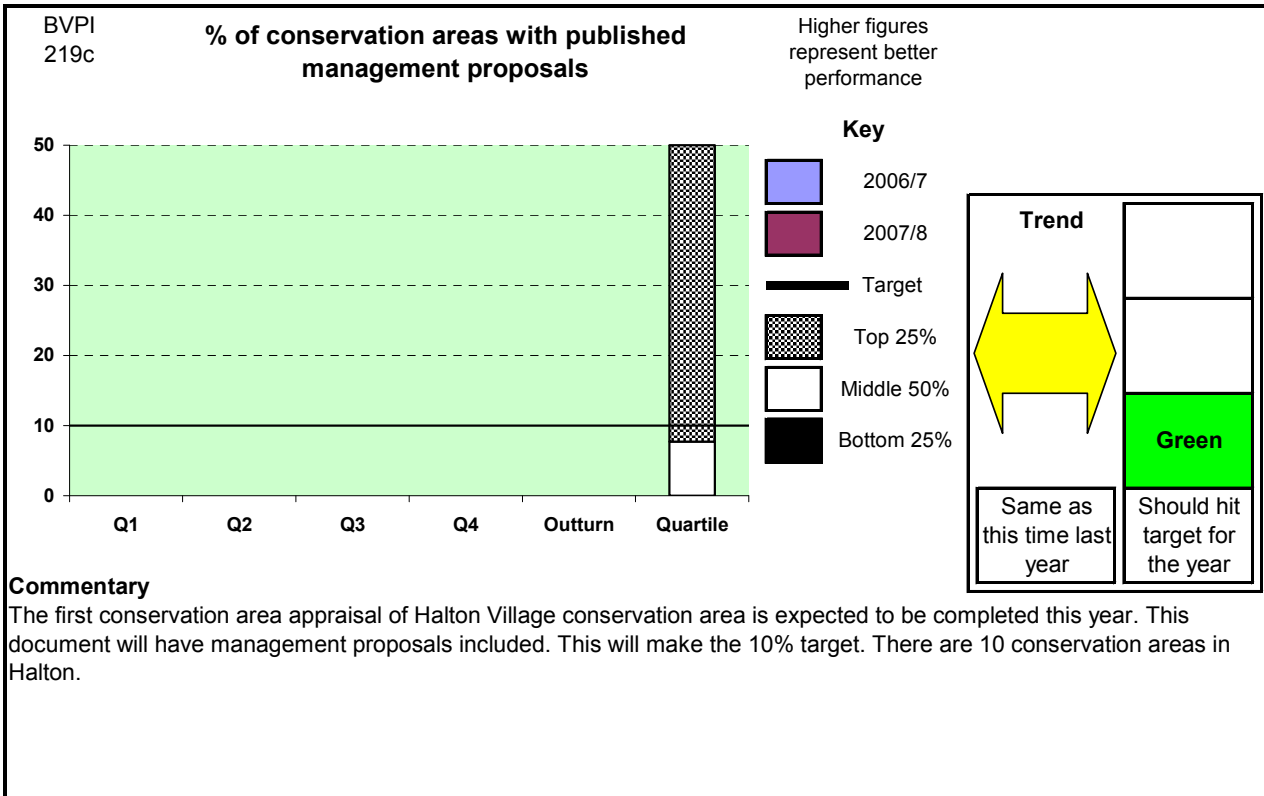 BVPI
219c
% of conservation areas with published
management proposals
Higher figures
represent better
performance
50
40
30
20
10
0
Q1 Q2 Q3 Q4 Outturn Quartile
Key
2006/7
2007/8
Target
Top 25%
Middle 50%
Bottom 25%
Trend
Green
Same as
this time last
year
Should hit
target for
the year
Commentary
The first conservation area appraisal of Halton Village conservation area is expected to be completed this year. This
document will have management proposals included. This will make the 10% target. There are 10 conservation areas in
Halton.